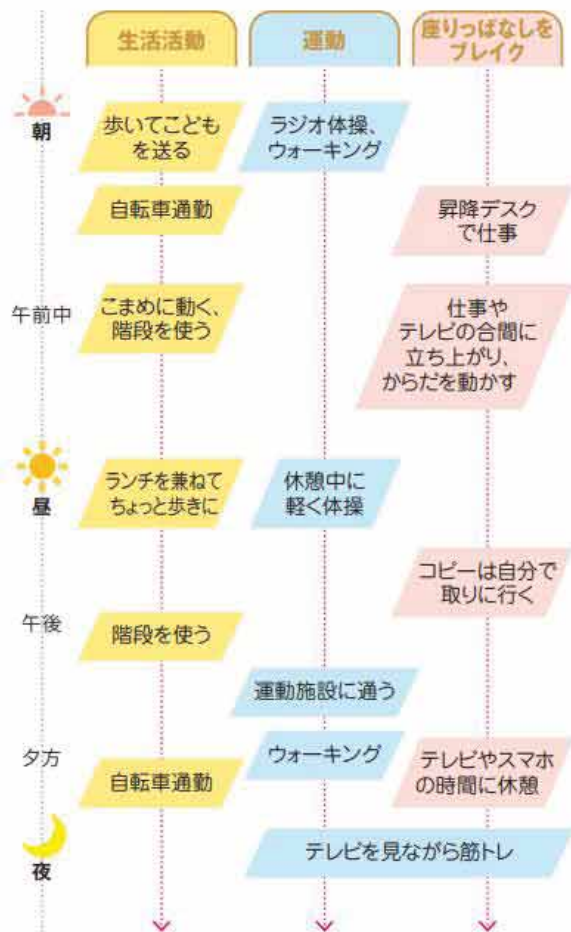 生活活動
運動
座りっぱなしを
ブレイク
朝
歩いてこども
を送る
ラジオ体操、
ウォーキング
自転車通勤
昇降デスク
で仕事
午前中
こまめに動く、
階段を使う
仕事や
テレビの合間に
立ち上がり、
からだを動かす
昼
ランチを兼ねて
ちょっと歩きに
休憩中に
軽く体操
コピーは自分で
取りに行く
午後
階段を使う
運動施設に通う
夕方
自転車通勤
ウォーキング
テレビやスマホ
の時間に休憩
夜
テレビを見ながら筋トレ